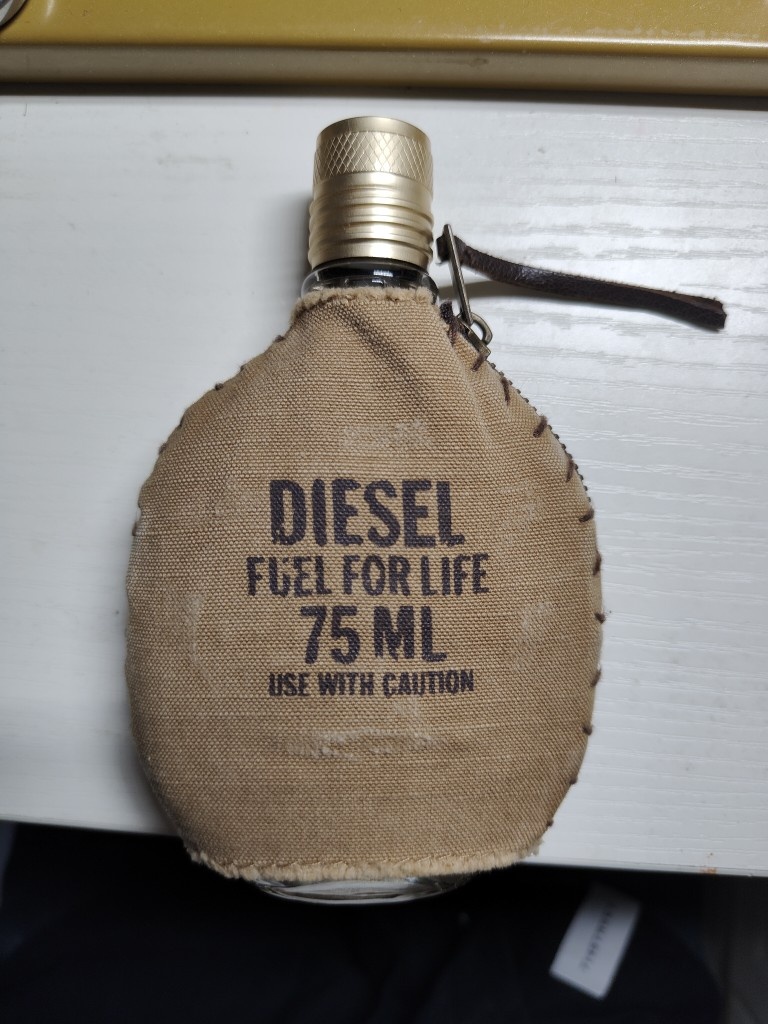 DIESEL
FUEL FOR LIFE
75 ML
USE WITH CAUTION